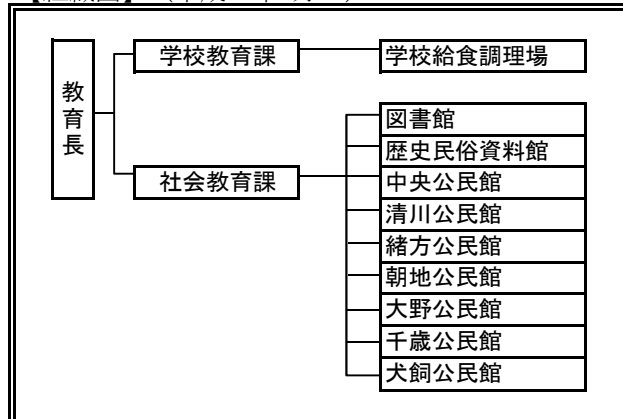 学校教育課
学校給食調理場
教育長
社会教育課
図書館
歴史民俗資料館
中央公民館
清川公民館
緒方公民館
朝地公民館
大野公民館
千歳公民館
犬飼公民館